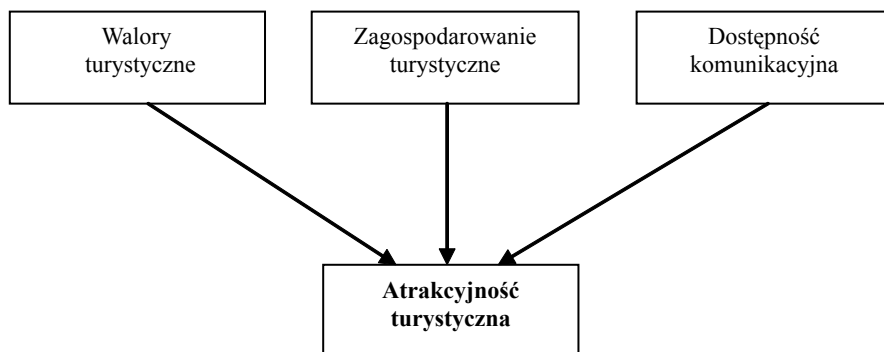 Walory
turystyczne
Zagospodarowanie
turystyczne
Dostępność
komunikacyjna
Atrakcyjność
turystyczna